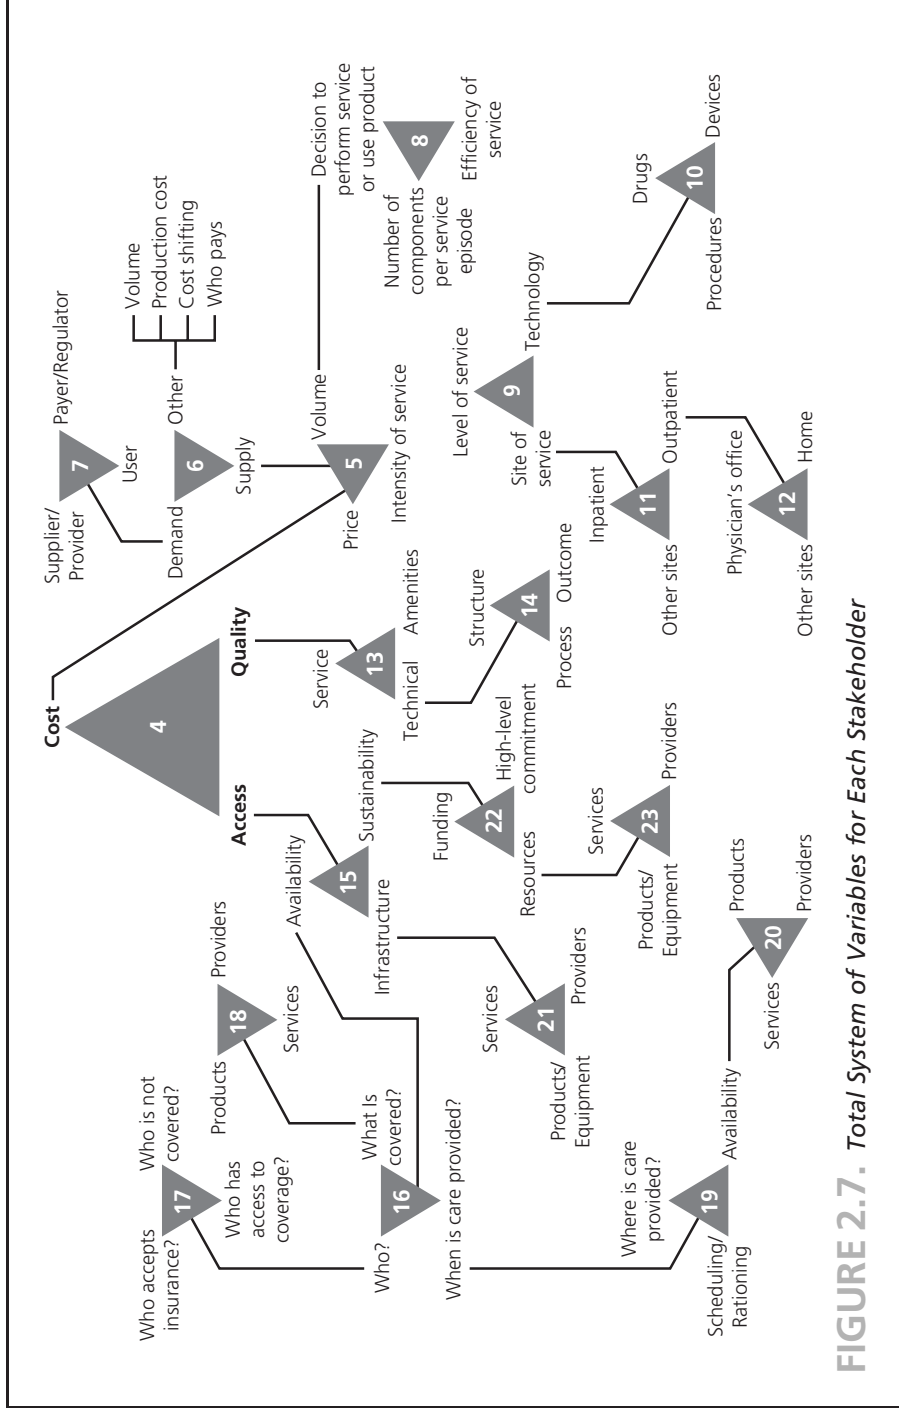 Cost
4
Access
Quality
Supplier/
Provider
7
Payer/Regulator
User
Demand
6
Other
Volume
Production cost
Cost shifting
Who pays
Supply
Price
5
Volume
Intensity of service
Decision to
perform service
or use product
8
Number of
components
per service
episode
Efficiency of
service
Level of service
9
Site of
service
Technology
Drugs
10
Procedures
Devices
Inpatient
11
Other sites
Outpatient
Physician's office
12
Other sites
Home
Service
13
Technical
Amenities
Structure
14
Process
Outcome
Availability
15
Infrastructure
Sustainability
Funding
22
Resources
High-level
commitment
Services
23
Products/
Equipment
Providers
Services
21
Products/
Equipment
Providers
Who?
16
What Is
covered?
When is care provided?
Who accepts
insurance?
17
Who is not
covered?
Who has
access to
coverage?
Products
18
Providers
Services
Where is care
provided?
19
Scheduling/
Rationing
Availability
Products
20
Services
Providers
FIGURE 2.7. Total System of Variables for Each Stakeholder